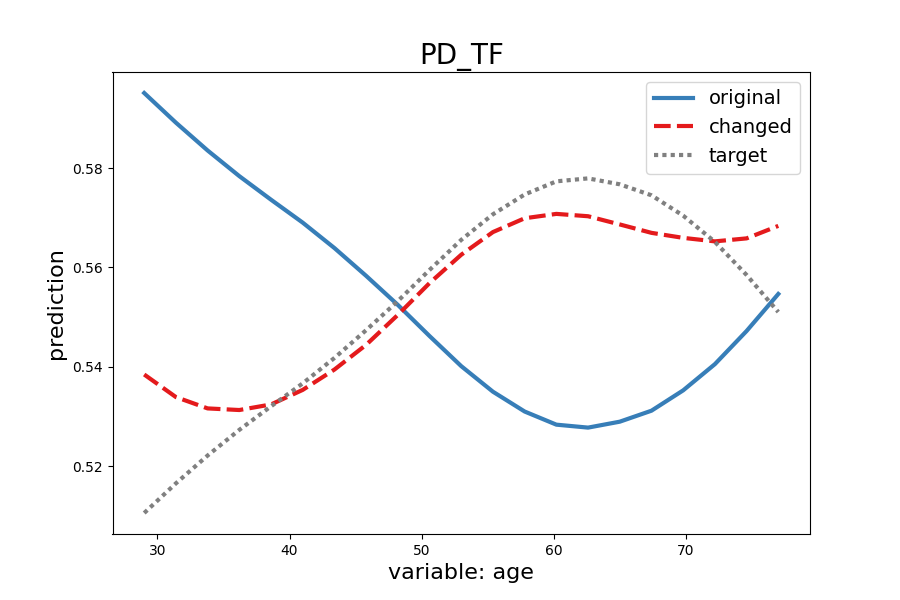 PD_TF
original
changed
target
prediction
0.58
0.56
0.54
0.52
30 40 50 60 70
variable: age